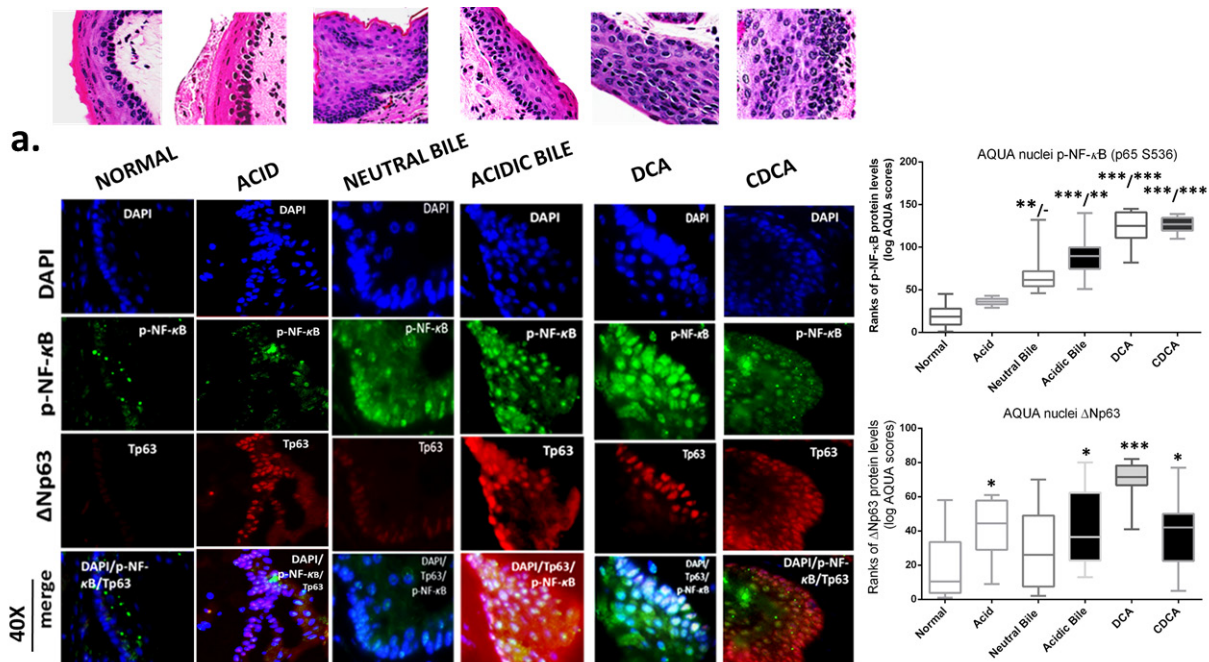 a.
NORMAL
ACID
NEUTRAL BILE
ACIDIC BILE
DCA
CDCA
DAPI
DAPI
DAPI
DAPI
DAPI
DAPI
DAPI
p-NF-κB
p-NF-κB
p-NF-κB
p-NF-κB
p-NF-κB
p-NF-κB
p-NF-κB
ΔNp63
Tp63
Tp63
Tp63
Tp63
Tp63
Tp63
40X
merge
DAPI/p-NF-
κB/Tp63
DAPI/
p-NF-κB/
Tp63
DAPI/
Tp63/
p-NF-κB
DAPI/Tp63/
p-NF-κB
DAPI/
Tp63/
p-NF-κB
DAPI/p-NF-
κB/Tp63
AQUA nuclei p-NF-κB (p65 S536)
Ranks of p-NF-κB protein levels
(log AQUA scores)
200
150
100
50
0
**/-
***/**
***/***
***/***
Normal
Acid
Neutral Bile
Acidic Bile
DCA
CDCA
AQUA nuclei ΔNp63
Ranks of ΔNp63 protein levels
(log AQUA scores)
100
80
60
40
20
0
*
*
***
*
Normal
Acid
Neutral Bile
Acidic Bile
DCA
CDCA